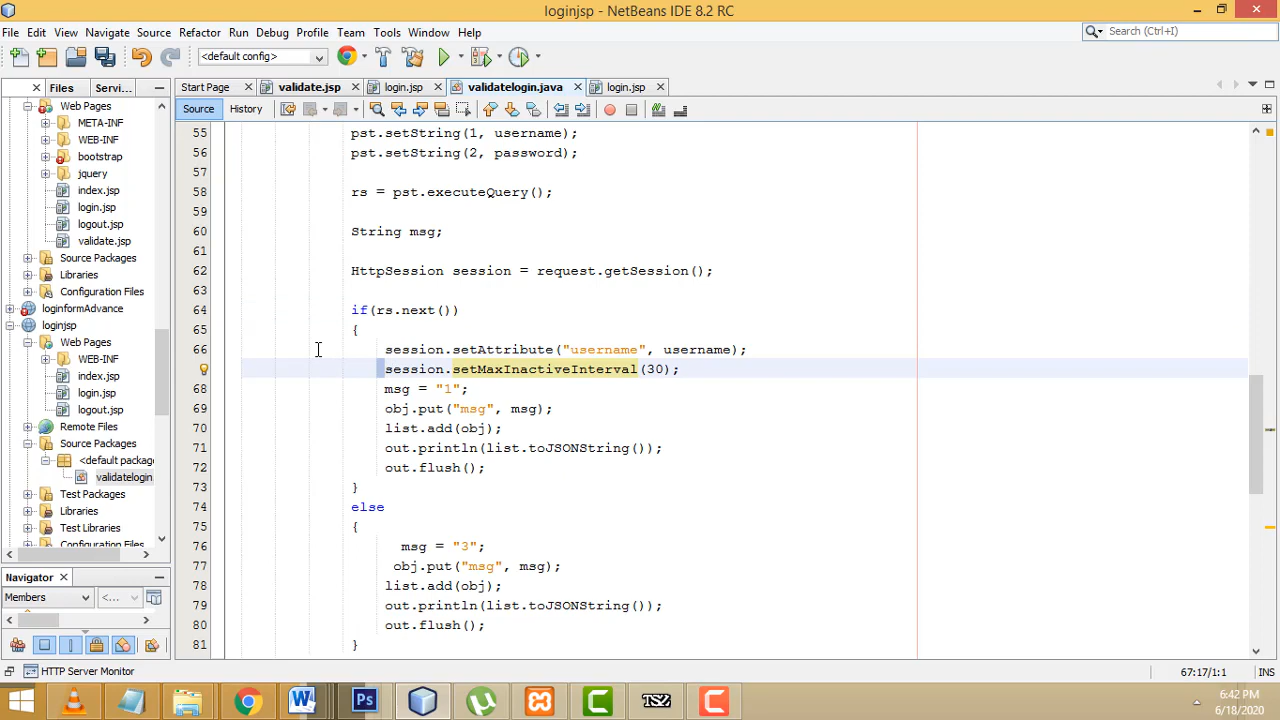 loginjsp - NetBeans IDE 8.2 RC
File Edit View Navigate Source Refactor Run Debug Profile Team Tools Window Help
Search (Ctrl+I)
<default config>
Files Servi... Start Page validate.jsp login.jsp validatelogin.java login.jsp
Source History
Web Pages
META-INF
WEB-INF
bootstrap
jquery
index.jsp
login.jsp
logout.jsp
validate.jsp
Source Packages
Libraries
Configuration Files
loginformAdvance
loginjsp
Web Pages
WEB-INF
index.jsp
login.jsp
logout.jsp
Remote Files
Source Packages
<default package
validatelogin.
Test Packages
Libraries
Test Libraries
Configuration Files
Navigator
Members <...
55 pst.setString(1, username);
56 pst.setString(2, password);
57
58 rs = pst.executeQuery();
59
60 String msg;
61
62 HttpSession session = request.getSession();
63
64 if(rs.next())
65 {
66 session.setAttribute("username", username);
session.setMaxInactiveInterval(30);
68 msg = "1";
69 obj.put("msg", msg);
70 list.add(obj);
71 out.println(list.toJSONString());
72 out.flush();
73 }
74 else
75 {
76 msg = "3";
77 obj.put("msg", msg);
78 list.add(obj);
79 out.println(list.toJSONString());
80 out.flush();
81 }
HTTP Server Monitor
67:17/1:1 INS
W Ps TS2
6:42 PM
6/18/2020